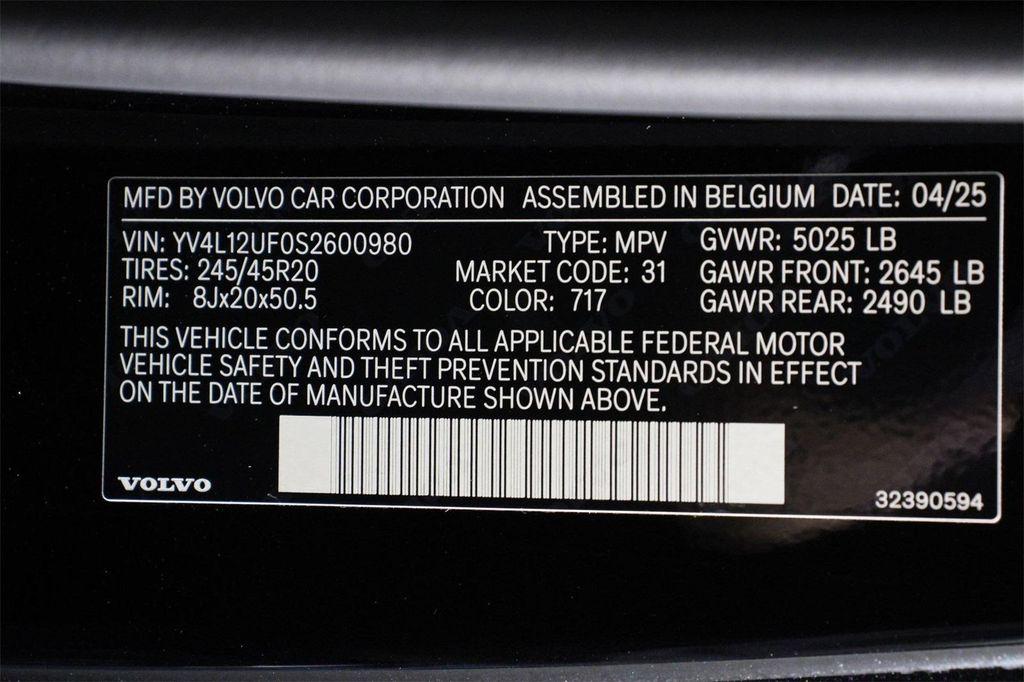 MFD BY VOLVO CAR CORPORATION ASSEMBLED IN BELGIUM DATE: 04/25
VIN: YV4L12UF0S2600980 TYPE: MPV GVWR: 5025 LB
TIRES: 245/45R20 MARKET CODE: 31 GAWR FRONT: 2645 LB
RIM: 8Jx20x50.5 COLOR: 717 GAWR REAR: 2490 LB
THIS VEHICLE CONFORMS TO ALL APPLICABLE FEDERAL MOTOR
VEHICLE SAFETY AND THEFT PREVENTION STANDARDS IN EFFECT
ON THE DATE OF MANUFACTURE SHOWN ABOVE.
VOLVO 32390594